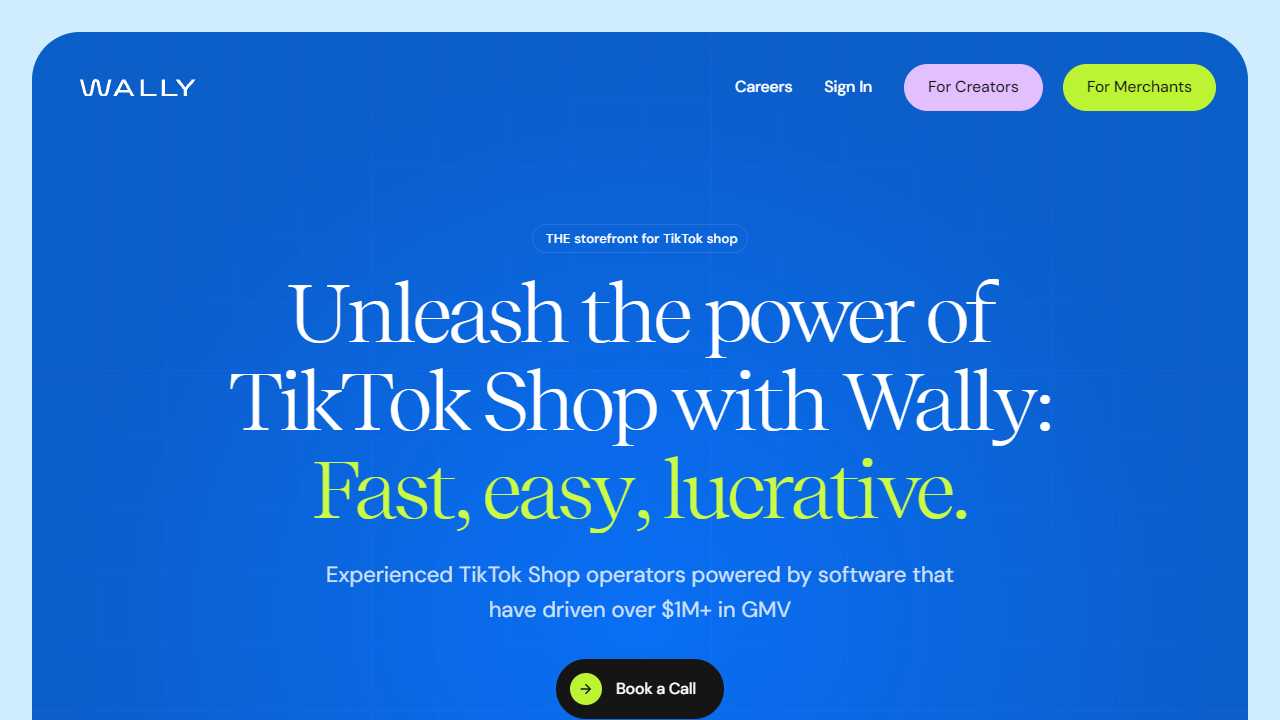 WALLY
Careers
Sign In
For Creators
For Merchants
THE storefront for TikTok shop
Unleash the power of
TikTok Shop with Wally:
Fast, easy, lucrative.
Experienced TikTok Shop operators powered by software that
have driven over $1M+ in GMV
Book a Call